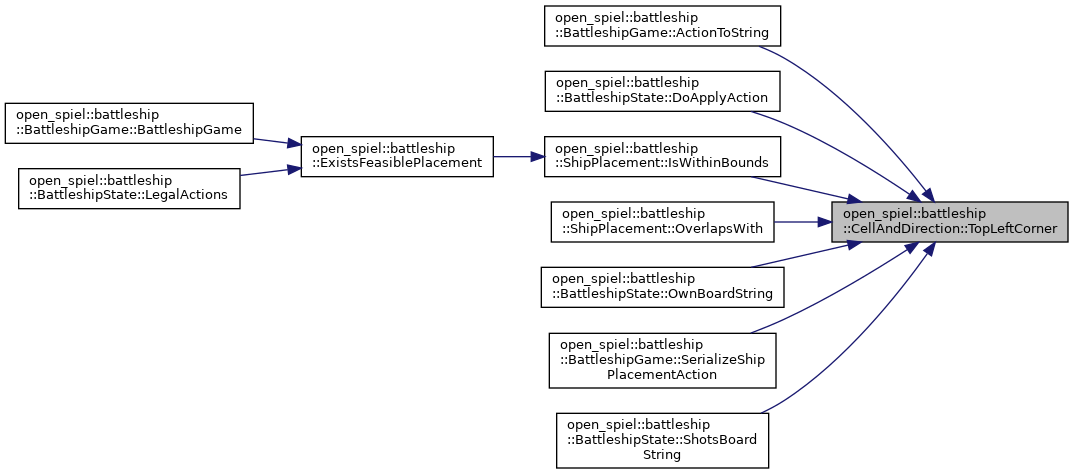 open_spiel::battleship
::BattleshipGame::ActionToString
open_spiel::battleship
::BattleshipState::DoApplyAction
open_spiel::battleship
::BattleshipGame::BattleshipGame
open_spiel::battleship
::ExistsFeasiblePlacement
open_spiel::battleship
::ShipPlacement::IsWithinBounds
open_spiel::battleship
::BattleshipState::LegalActions
open_spiel::battleship
::ShipPlacement::OverlapsWith
open_spiel::battleship
::CellAndDirection::TopLeftCorner
open_spiel::battleship
::BattleshipState::OwnBoardString
open_spiel::battleship
::BattleshipGame::SerializeShip
PlacementAction
open_spiel::battleship
::BattleshipState::ShotsBoard
String